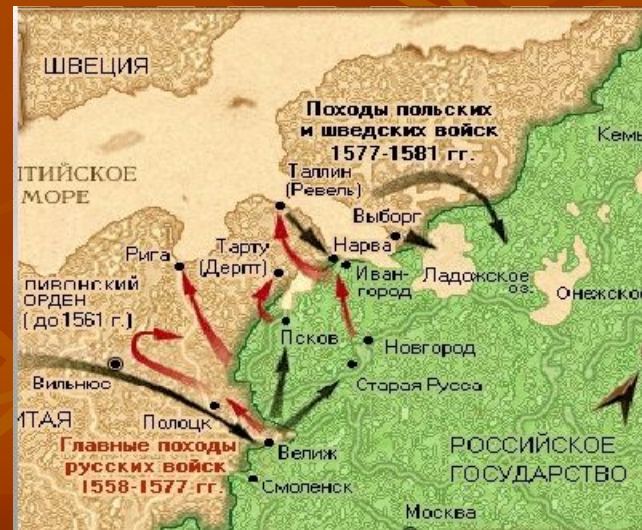 ШВЕЦИЯ
Походы польских
и шведских войск
1577-1581 гг.
Кемь
ТИЙСКОЕ
МОРЕ
Таллин
(Ревель)
Выборг
Рига
Тарту
(Дерпт)
Нарва
Иван-
город
Ладожское
оз.
Онежско
ЛИВОНСКИЙ
ОРДЕН
(до 1561 г.)
Псков
Новгород
Вильнюс
Старая Русса
ИТАЯ
Полоцк
Главные походы
русских войск
1558-1577 гг.
Велиж
Смоленск
РОССИЙСКОЕ
ГОСУДАРСТВО
Москва